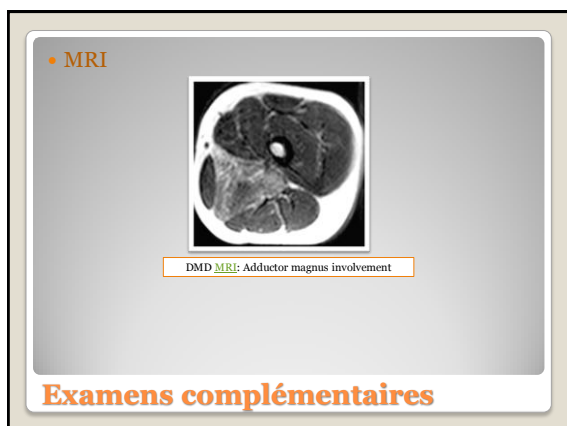 • MRI
DMD MRI: Adductor magnus involvement
Examens complémentaires